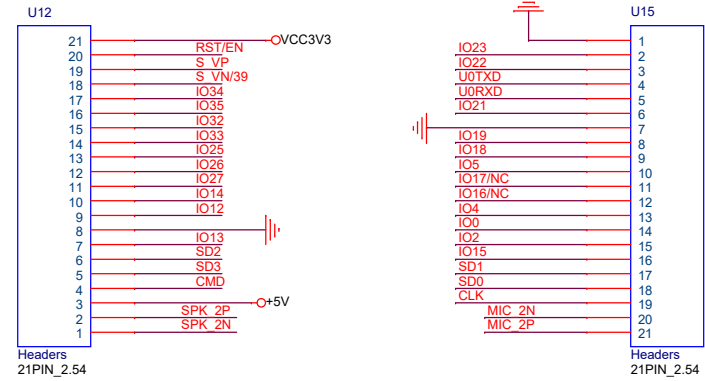 U12
21 VCC3V3
20 RST/EN
19 S_VP
18 S_VN/39
17 IO34
16 IO35
15 IO32
14 IO33
13 IO25
12 IO26
11 IO27
10 IO14
9 IO12
8
7 IO13
6 SD2
5 SD3
4 CMD
3 +5V
2 SPK_2P
1 SPK_2N
Headers
21PIN_2.54
U15
1
IO23 2
IO22 3
U0TXD 4
U0RXD 5
IO21 6
7
IO19 8
IO18 9
IO5 10
IO17/NC 11
IO16/NC 12
IO4 13
IO0 14
IO2 15
IO15 16
SD1 17
SD0 18
CLK 19
MIC_2N 20
MIC_2P 21
Headers
21PIN_2.54